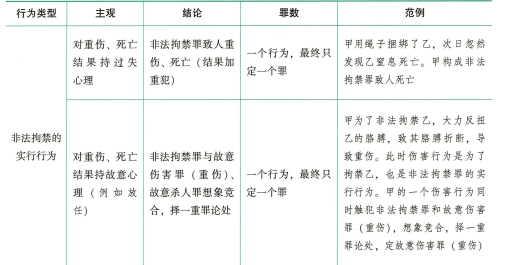 行为类型 主观 结论 罪数 范例
非法拘禁的
实行行为
对重伤、死亡
结果持过失
心理
非法拘禁罪致人重
伤、死亡（结果加
重犯）
一个行为，最终只
定一个罪
甲用绳子捆绑了乙，次日忽然
发现乙窒息死亡。甲构成非法
拘禁罪致人死亡
对重伤、死亡
结果持故意心
理（例如放
任）
非法拘禁罪与故意
伤害罪（重伤）、
故意杀人罪想象竞
合，择一重罪论处
一个行为，最终只
定一个罪
甲为了非法拘禁乙，大力反扭
乙的胳膊，致其胳膊折断，导
致重伤。此时伤害行为是为了
拘禁乙，也是非法拘禁罪的实
行行为。甲的一个伤害行为同
时触犯非法拘禁罪和故意伤害
罪（重伤），想象竞合，择一重
罪论处，定故意伤害罪（重伤）